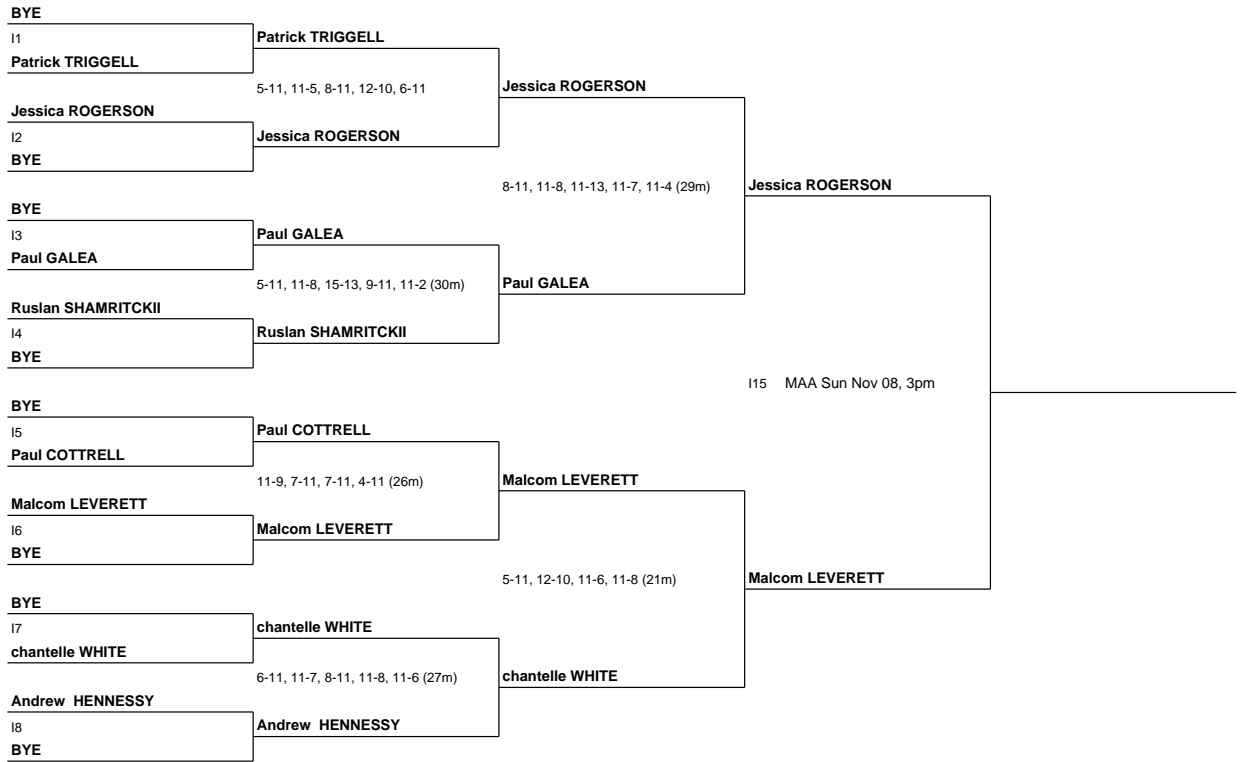 BYE
I1
Patrick TRIGGELL
Jessica ROGERSON
I2
BYE
BYE
I3
Paul GALEA
Ruslan SHAMRITCKII
I4
BYE
BYE
I5
Paul COTTRELL
Malcom LEVERETT
I6
BYE
BYE
I7
chantelle WHITE
Andrew HENNESSY
I8
BYE
Patrick TRIGGELL
5-11, 11-5, 8-11, 12-10, 6-11
Jessica ROGERSON
Paul GALEA
5-11, 11-8, 15-13, 9-11, 11-2 (30m)
Ruslan SHAMRITCKII
Paul COTTRELL
11-9, 7-11, 7-11, 4-11 (26m)
Malcom LEVERETT
chantelle WHITE
6-11, 11-7, 8-11, 11-8, 11-6 (27m)
Andrew HENNESSY
Jessica ROGERSON
8-11, 11-8, 11-13, 11-7, 11-4 (29m)
Paul GALEA
Malcom LEVERETT
5-11, 12-10, 11-6, 11-8 (21m)
chantelle WHITE
Jessica ROGERSON
I15 MAA Sun Nov 08, 3pm
Malcom LEVERETT